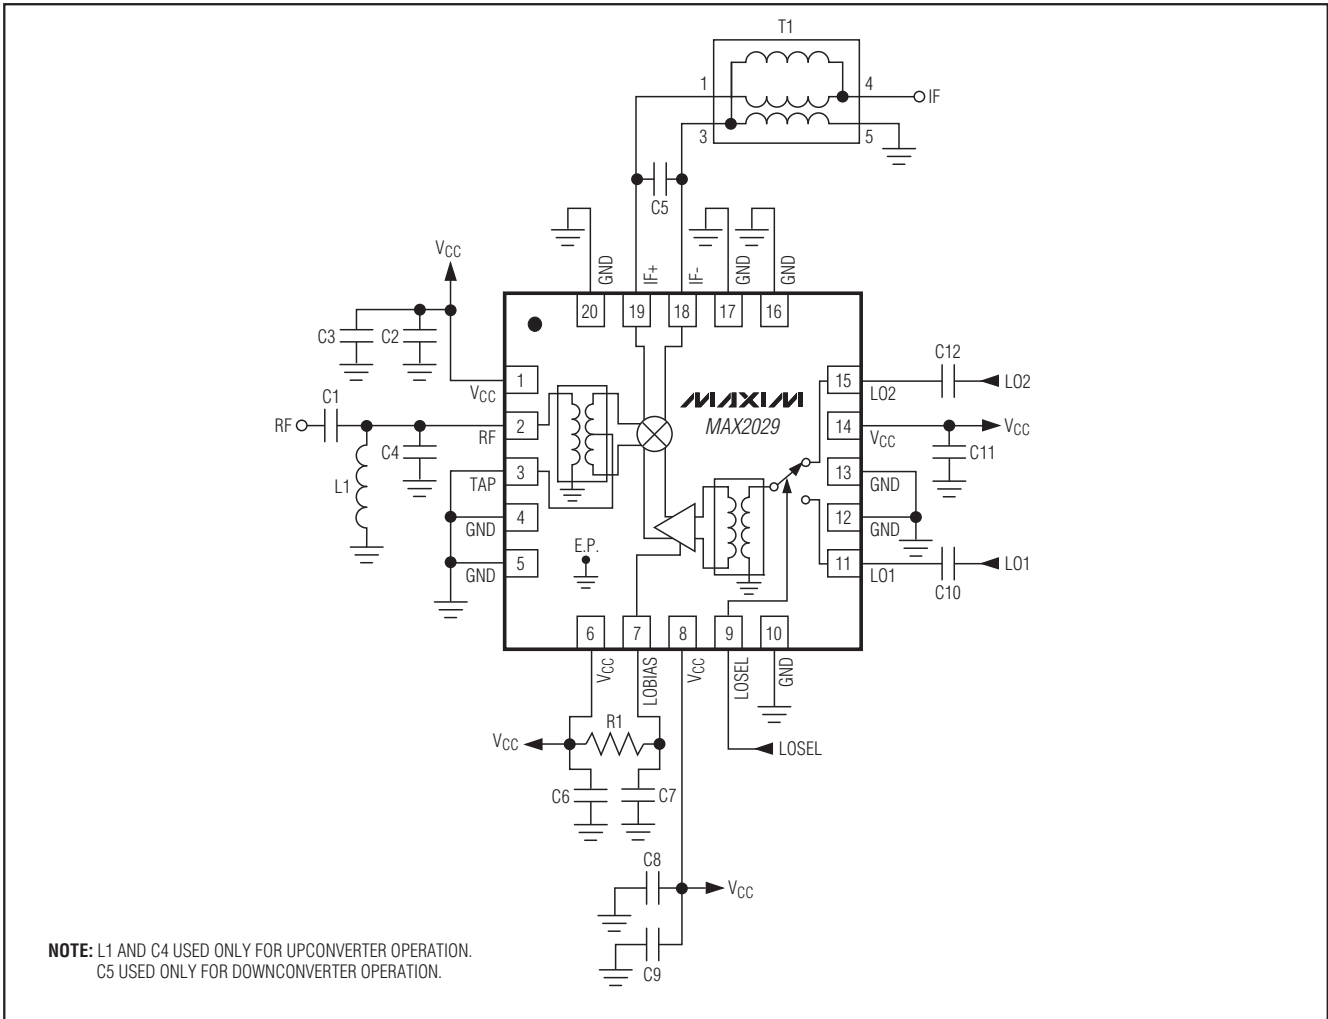 T1
1
4
IF
3
5
C5
VCC
GND
IF+
IF-
GND
GND
20
19
18
17
16
C3
C2
C12
1
15
LO2
VCC
LO2
C1
MAXIM
MAX2029
RF
2
14
VCC
RF
VCC
C4
C11
L1
3
13
TAP
GND
4
12
GND
GND
E.P.
5
11
LO1
GND
LO1
C10
6
7
8
9
10
VCC
LOBIAS
VCC
LOSEL
GND
R1
VCC
LOSEL
C6
C7
C8
VCC
C9
NOTE: L1 AND C4 USED ONLY FOR UPCONVERTER OPERATION.
C5 USED ONLY FOR DOWNCONVERTER OPERATION.